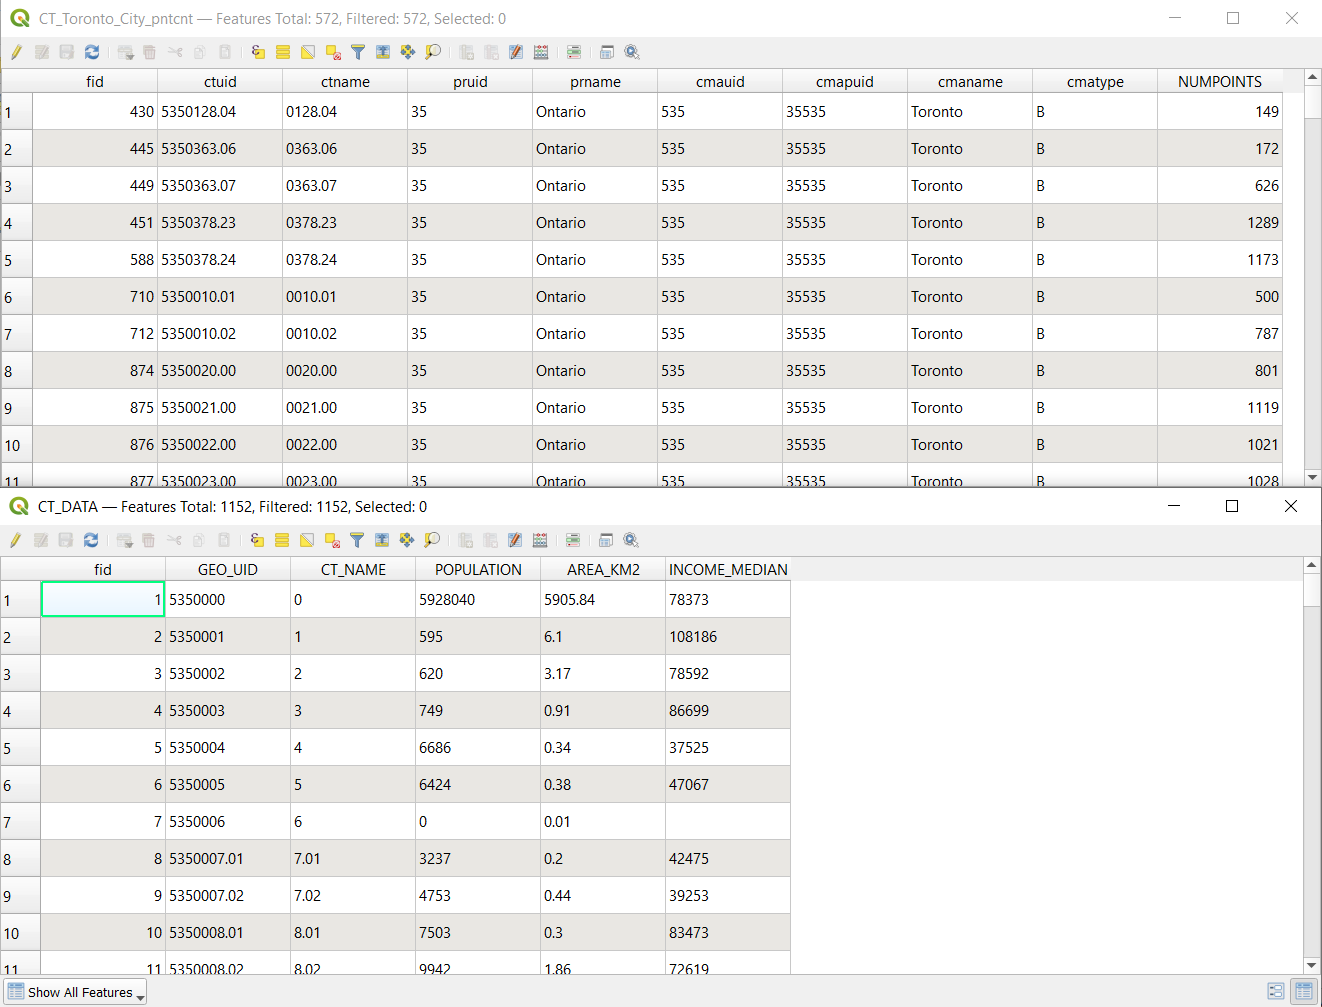 CT_Toronto_City_pntcnt — Features Total: 572, Filtered: 572, Selected: 0
fid ctuid ctname pruid prname cmauid cmapuid cmaname cmatype NUMPOINTS
1 430 5350128.04 0128.04 35 Ontario 535 35535 Toronto B 149
2 445 5350363.06 0363.06 35 Ontario 535 35535 Toronto B 172
3 449 5350363.07 0363.07 35 Ontario 535 35535 Toronto B 626
4 451 5350378.23 0378.23 35 Ontario 535 35535 Toronto B 1289
5 588 5350378.24 0378.24 35 Ontario 535 35535 Toronto B 1173
6 710 5350010.01 0010.01 35 Ontario 535 35535 Toronto B 500
7 712 5350010.02 0010.02 35 Ontario 535 35535 Toronto B 787
8 874 5350020.00 0020.00 35 Ontario 535 35535 Toronto B 801
9 875 5350021.00 0021.00 35 Ontario 535 35535 Toronto B 1119
10 876 5350022.00 0022.00 35 Ontario 535 35535 Toronto B 1021
11 877 5350023.00 0023.00 35 Ontario 535 35535 Toronto B 1028
CT_DATA — Features Total: 1152, Filtered: 1152, Selected: 0
fid GEO_UID CT_NAME POPULATION AREA_KM2 INCOME_MEDIAN
1 1 5350000 0 5928040 5905.84 78373
2 2 5350001 1 595 6.1 108186
3 3 5350002 2 620 3.17 78592
4 4 5350003 3 749 0.91 86699
5 5 5350004 4 6686 0.34 37525
6 6 5350005 5 6424 0.38 47067
7 7 5350006 6 0 0.01
8 8 5350007.01 7.01 3237 0.2 42475
9 9 5350007.02 7.02 4753 0.44 39253
10 10 5350008.01 8.01 7503 0.3 83473
11 11 5350008.02 8.02 9942 1.86 72619
Show All Features